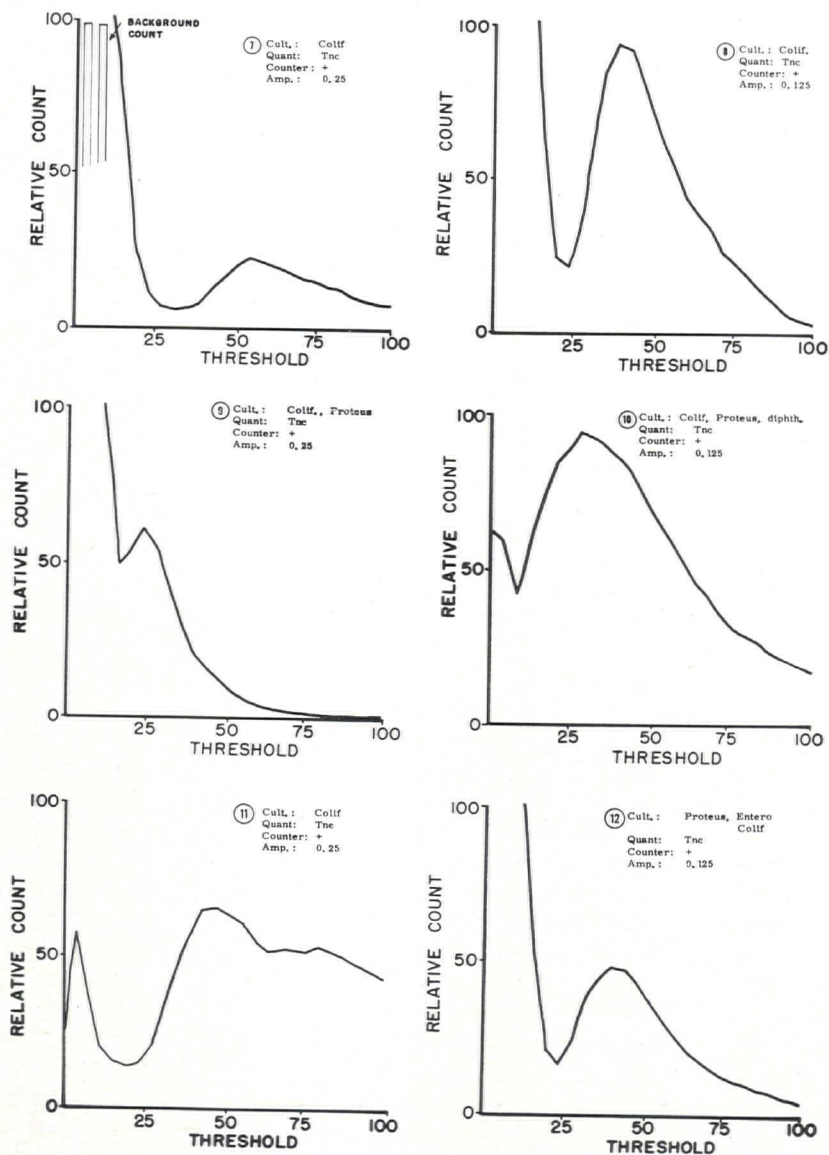 100
BACKGROUND
COUNT
7 Cult.: Colif
Quant: Tnc
Counter: +
Amp.: 0.25
RELATIVE COUNT
50
0
25 50 75 100
THRESHOLD
100
8 Cult.: Colif.
Quant: Tnc
Counter: +
Amp.: 0.125
RELATIVE COUNT
50
0
25 50 75 100
THRESHOLD
100
9 Cult.: Colif., Proteus
Quant: Tnc
Counter: +
Amp.: 0.25
RELATIVE COUNT
50
0
25 50 75 100
THRESHOLD
100
10 Cult.: Colif, Proteus, diphth.
Quant: Tnc
Counter: +
Amp.: 0.125
RELATIVE COUNT
50
0
25 50 75 100
THRESHOLD
100
11 Cult.: Colif
Quant: Tnc
Counter: +
Amp.: 0.25
RELATIVE COUNT
50
0
25 50 75 100
THRESHOLD
100
12 Cult.: Proteus, Entero
Colif
Quant: Tnc
Counter: +
Amp.: 0.125
RELATIVE COUNT
50
0
25 50 75 100
THRESHOLD